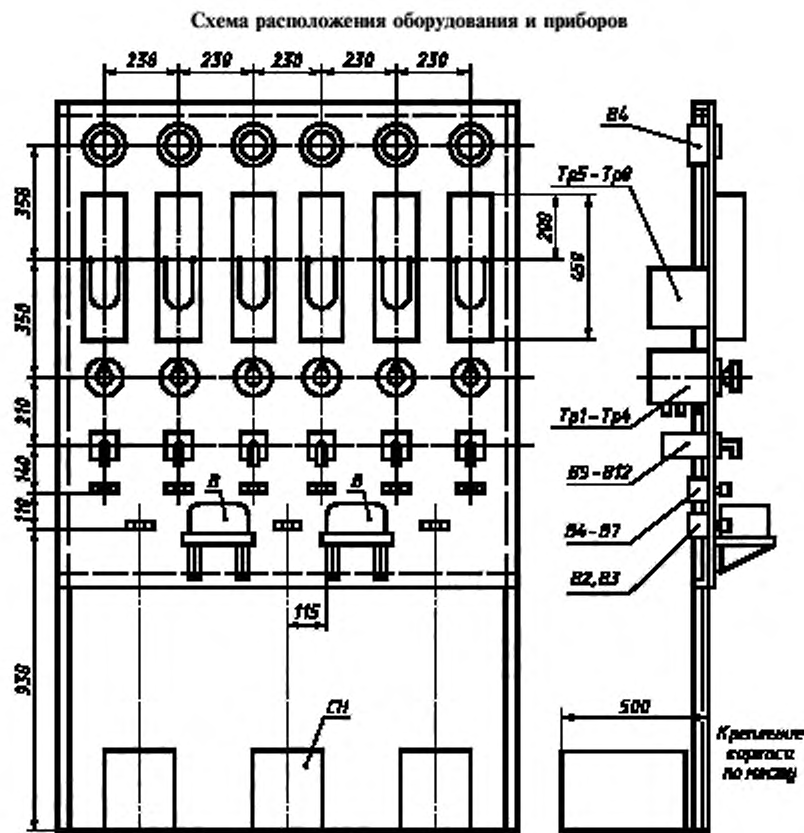 Схема расположения оборудования и приборов
230 230 230 230 230
В4
Тр5-Тр8
350
200
450
350
210
Тр1-Тр4
140
В9-В12
В В
110
В4-В7
В2,В3
115
930
СН
500
Крепление
каркаса
по месту